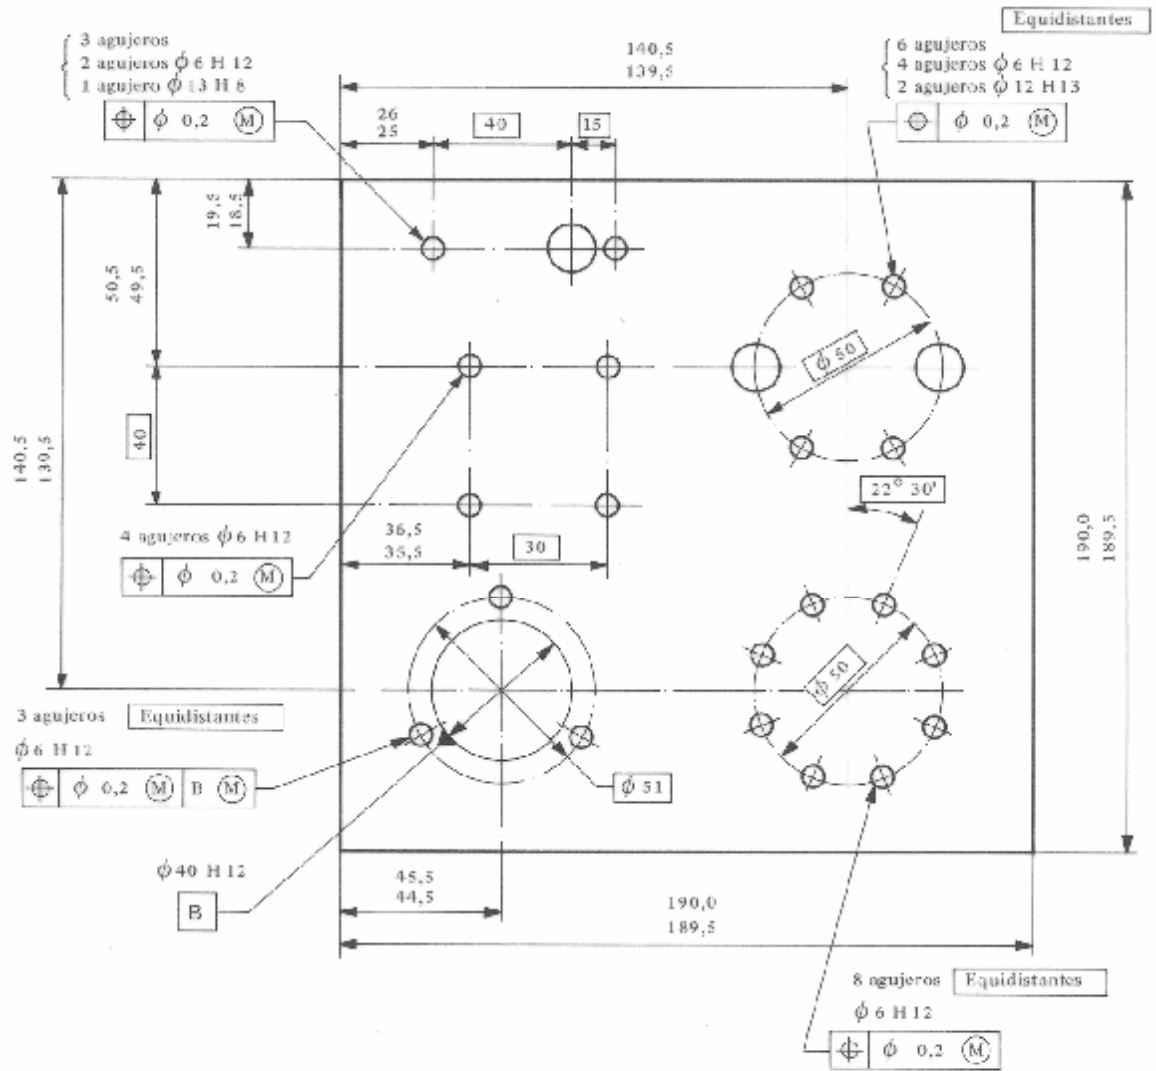 Equidistantes
3 agujeros
2 agujeros ϕ 6 H 12
1 agujero ϕ 13 H 8
⌖ ϕ 0,2 Ⓜ
140,5
139,5
6 agujeros
4 agujeros ϕ 6 H 12
2 agujeros ϕ 12 H13
⌖ ϕ 0,2 Ⓜ
26
25
40
15
19,5
18,5
50,5
49,5
ϕ 50
40
140,5
139,5
22° 30'
4 agujeros ϕ 6 H 12
⌖ ϕ 0,2 Ⓜ
36,5
35,5
30
190,0
189,5
ϕ 50
3 agujeros Equidistantes
ϕ 6 H 12
⌖ ϕ 0,2 Ⓜ B Ⓜ
ϕ 51
ϕ 40 H 12
B
45,5
44,5
190,0
189,5
8 agujeros Equidistantes
ϕ 6 H 12
⌖ ϕ 0,2 Ⓜ